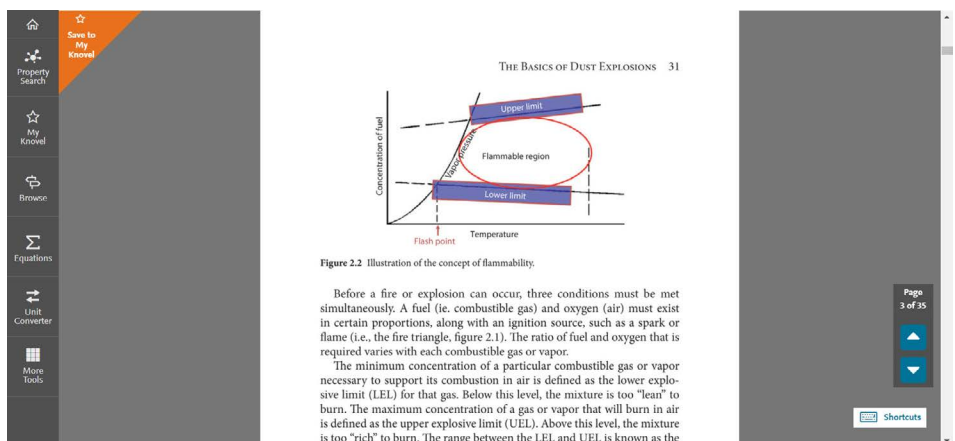 Save to
My
Knovel
Property
Search
My
Knovel
Browse
Equations
Unit
Converter
More
Tools
The Basics of Dust Explosions 31
Concentration of fuel
Vapor pressure
Upper limit
Flammable region
Lower limit
Flash point
Temperature
Figure 2.2 Illustration of the concept of flammability.
Before a fire or explosion can occur, three conditions must be met
simultaneously. A fuel (ie. combustible gas) and oxygen (air) must exist
in certain proportions, along with an ignition source, such as a spark or
flame (i.e., the fire triangle, figure 2.1). The ratio of fuel and oxygen that is
required varies with each combustible gas or vapor.
The minimum concentration of a particular combustible gas or vapor
necessary to support its combustion in air is defined as the lower explo-
sive limit (LEL) for that gas. Below this level, the mixture is too “lean” to
burn. The maximum concentration of a gas or vapor that will burn in air
is defined as the upper explosive limit (UEL). Above this level, the mixture
is too “rich” to burn. The range between the LEL and UEL is known as the
Page
3 of 35
Shortcuts